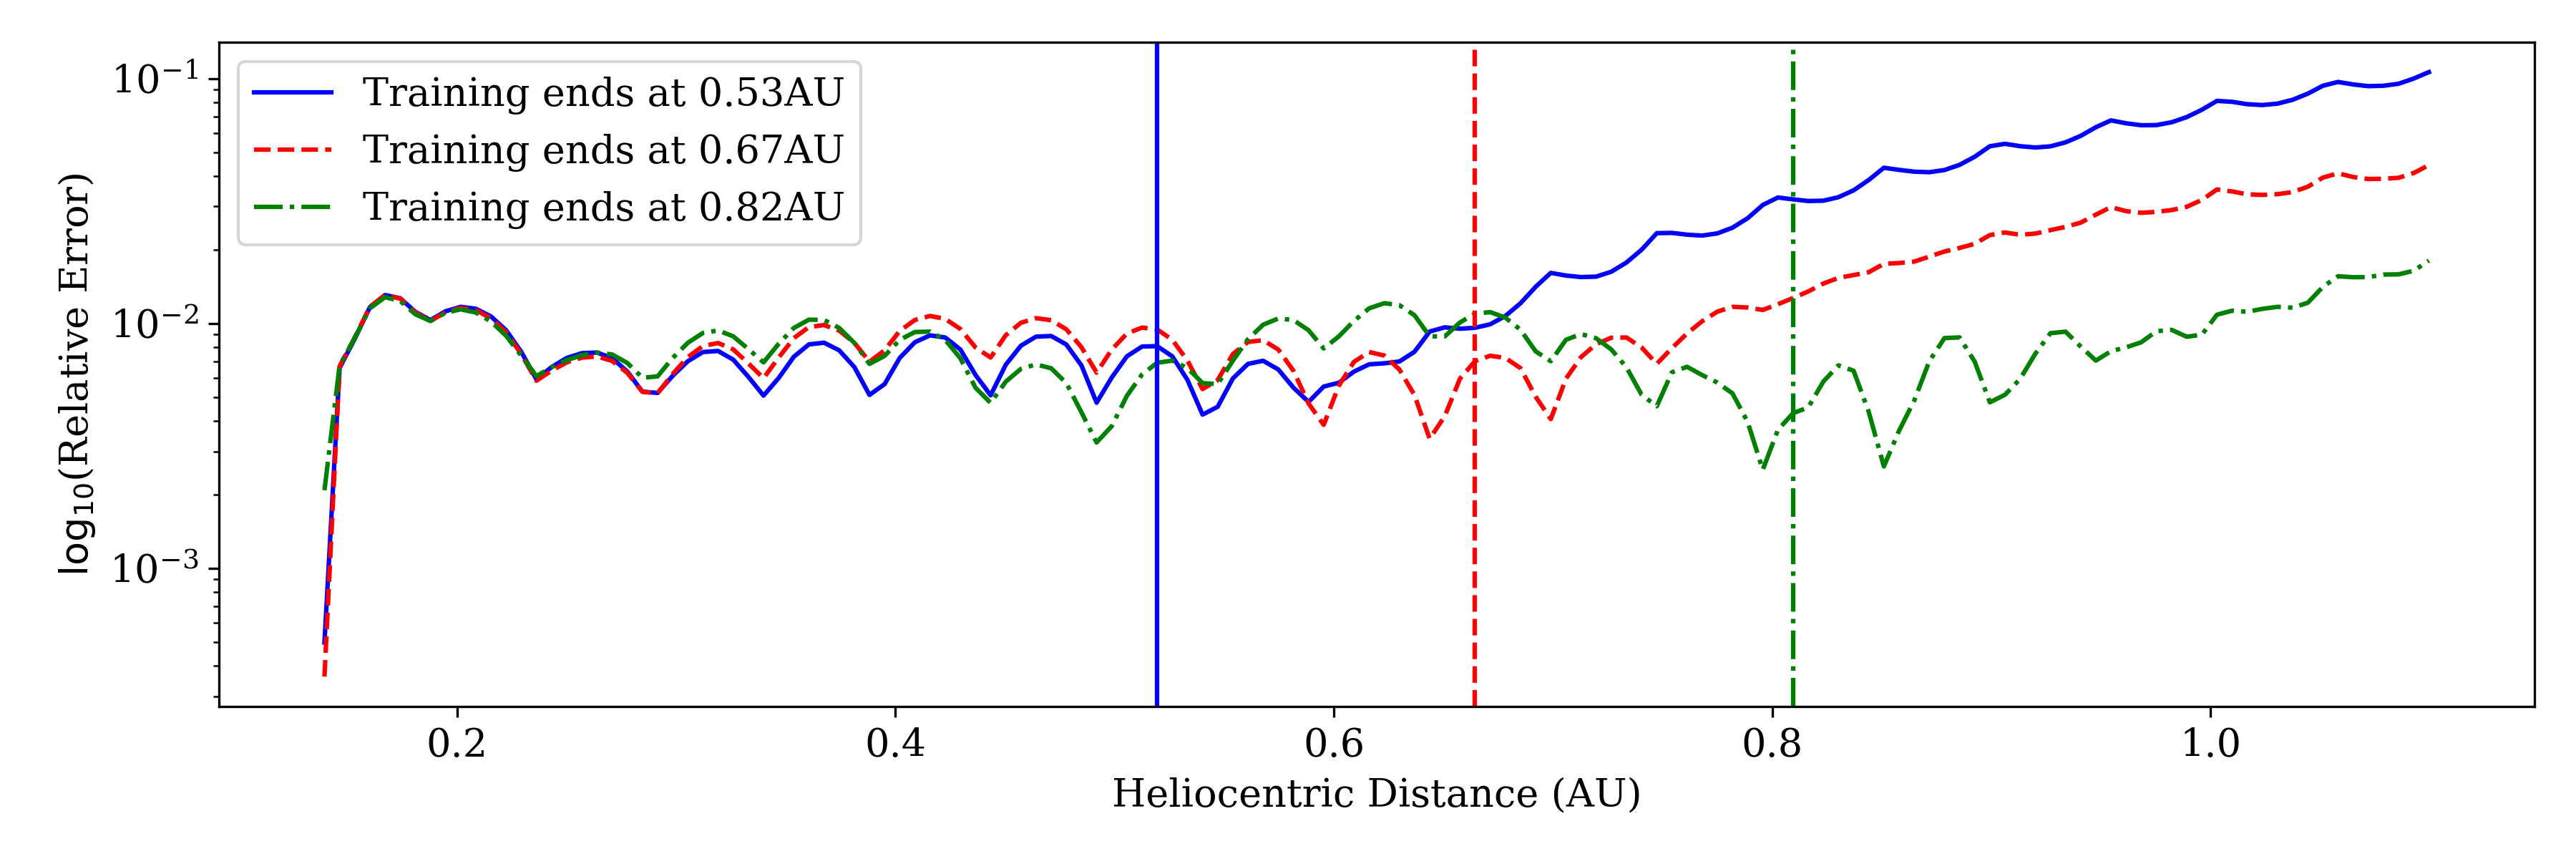 10⁻¹
10⁻²
10⁻³
log₁₀(Relative Error)
Training ends at 0.53AU
Training ends at 0.67AU
Training ends at 0.82AU
0.2 0.4 0.6 0.8 1.0
Heliocentric Distance (AU)